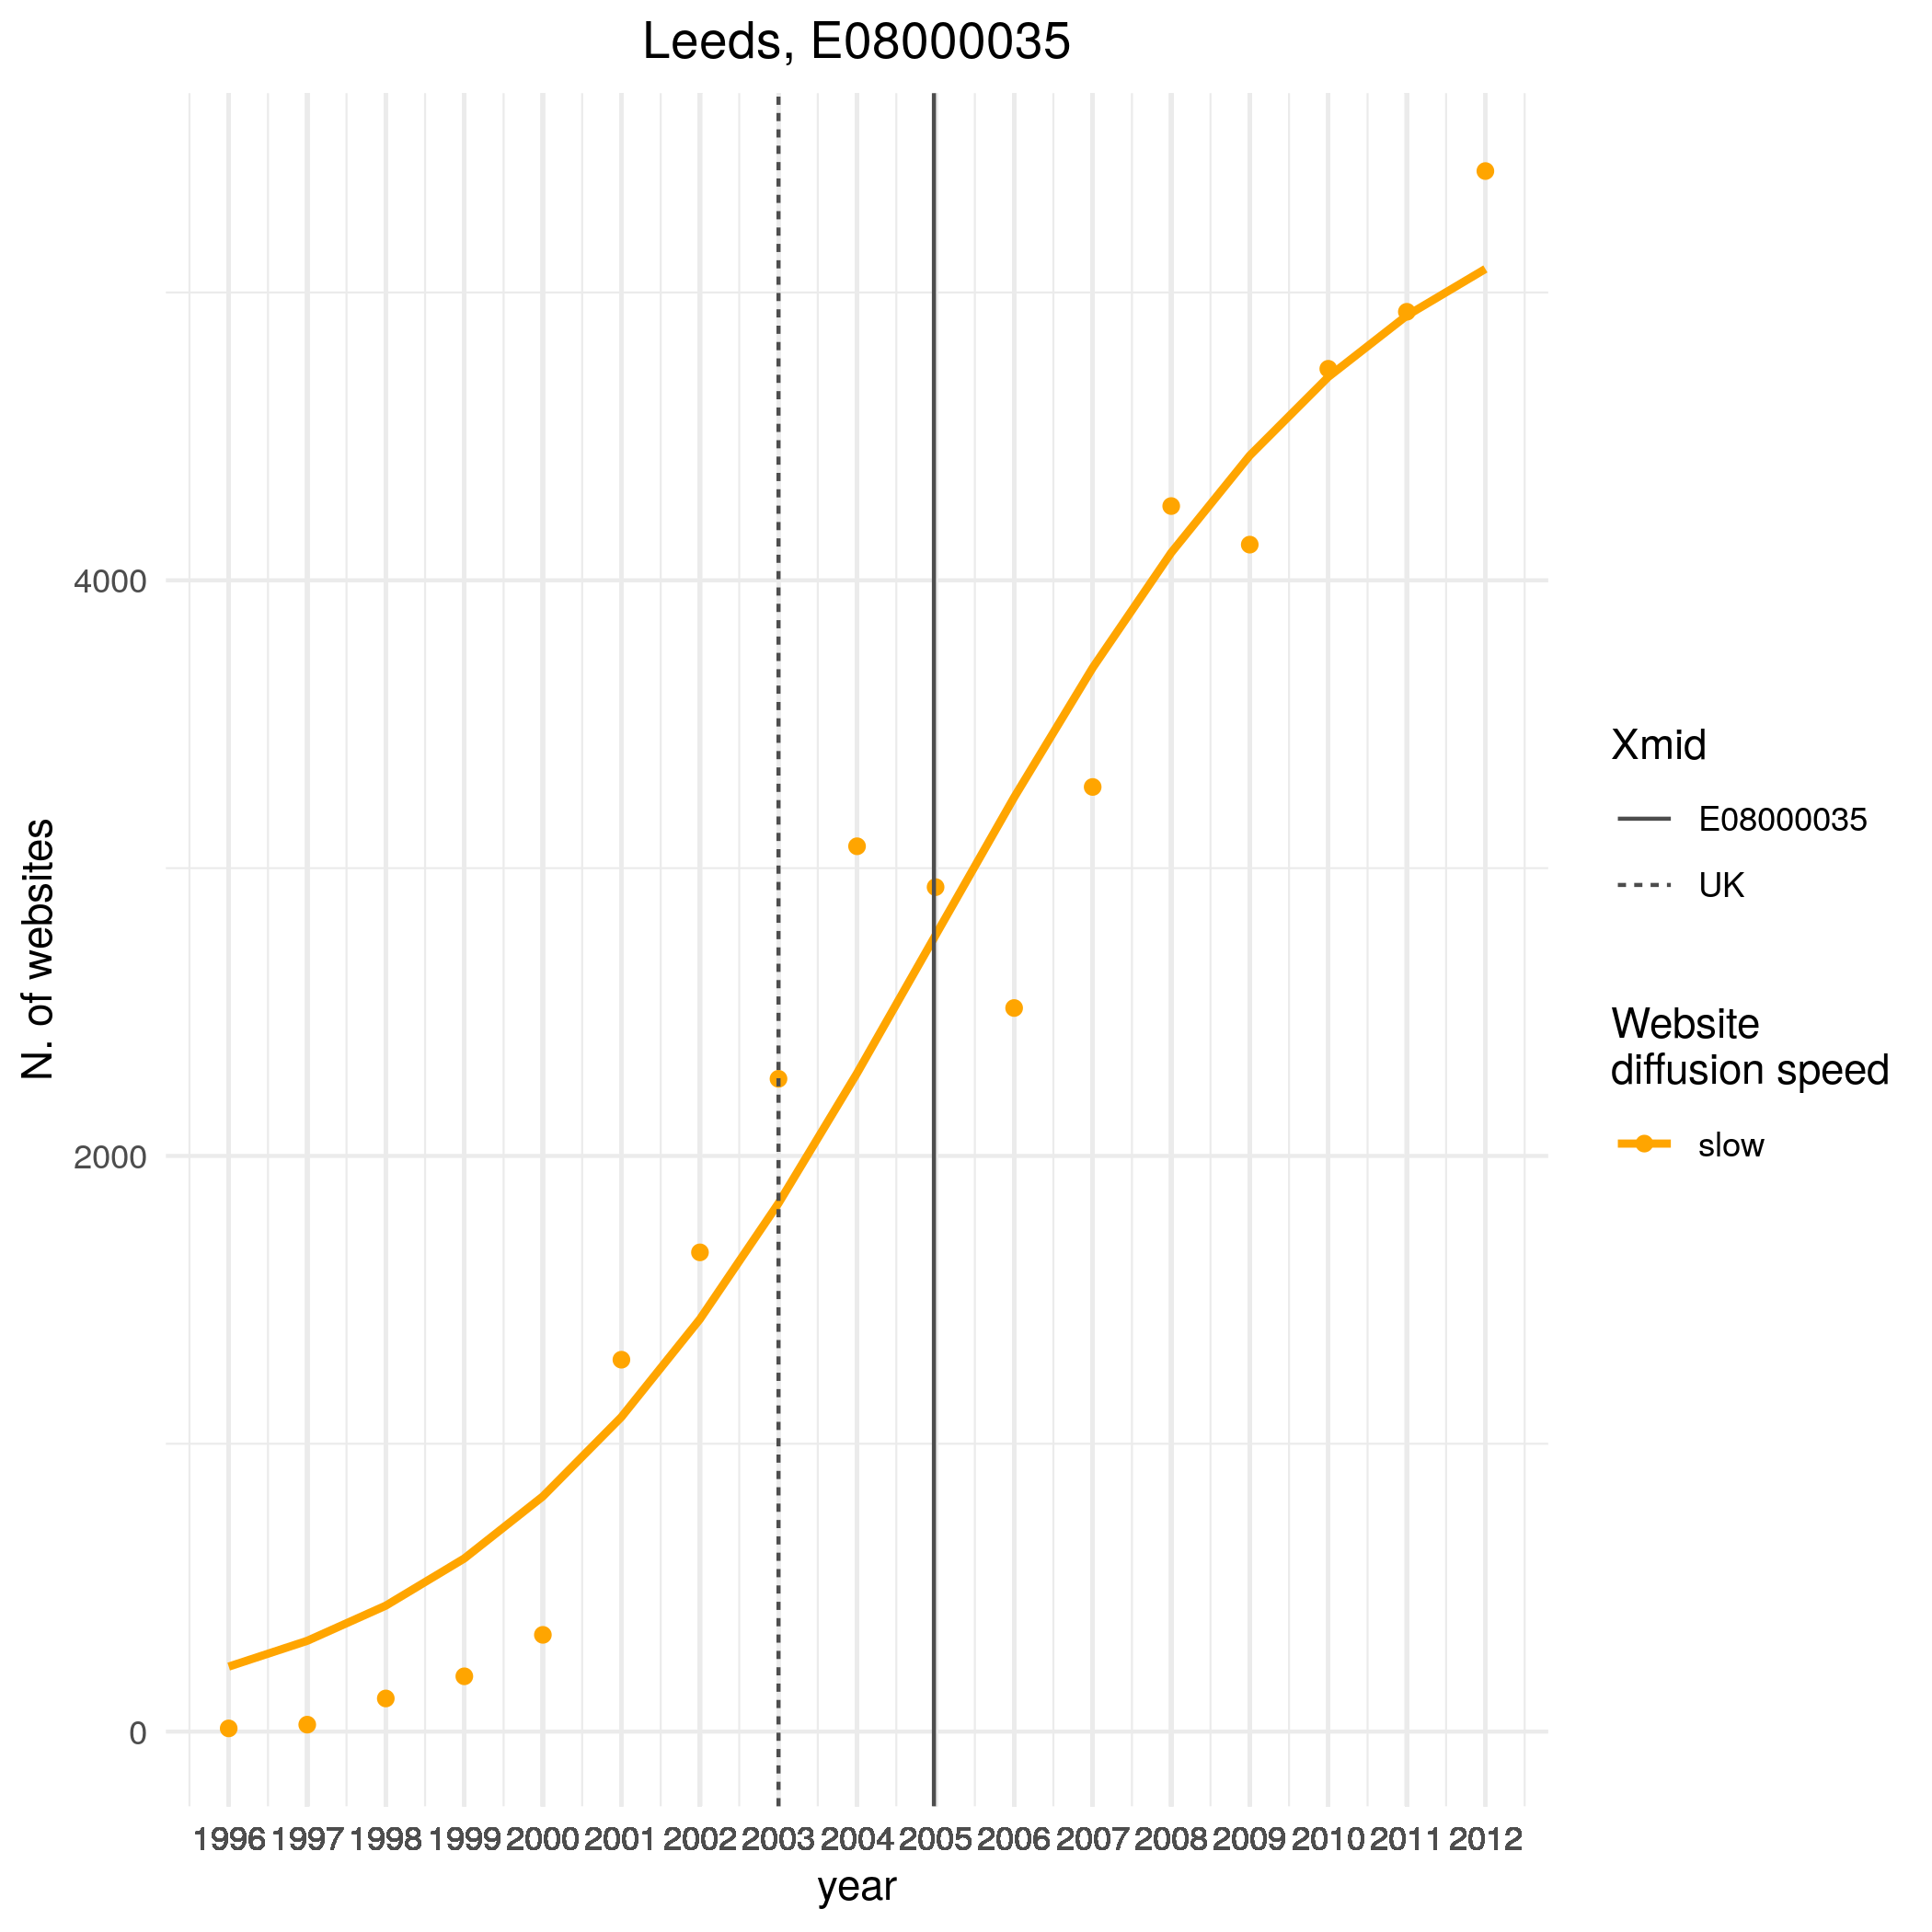 Leeds, E08000035
N. of websites
4000
2000
0
1996 1997 1998 1999 2000 2001 2002 2003 2004 2005 2006 2007 2008 2009 2010 2011 2012
year
Xmid
E08000035
UK
Website
diffusion speed
slow